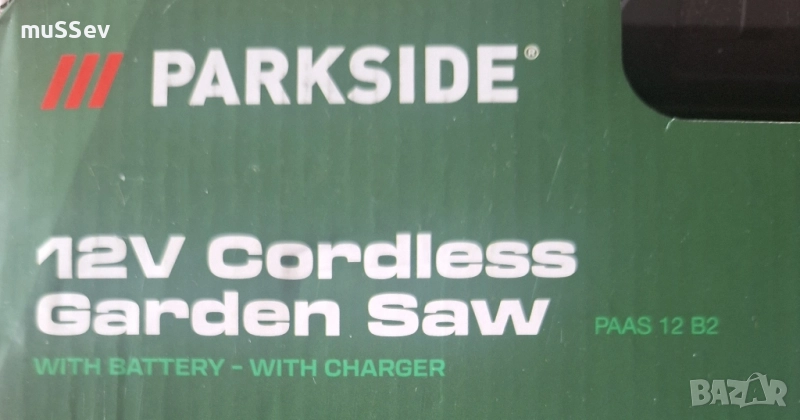 muSSev
PARKSIDE®
12V Cordless
Garden Saw PAAS 12 B2
WITH BATTERY - WITH CHARGER
BAZAR